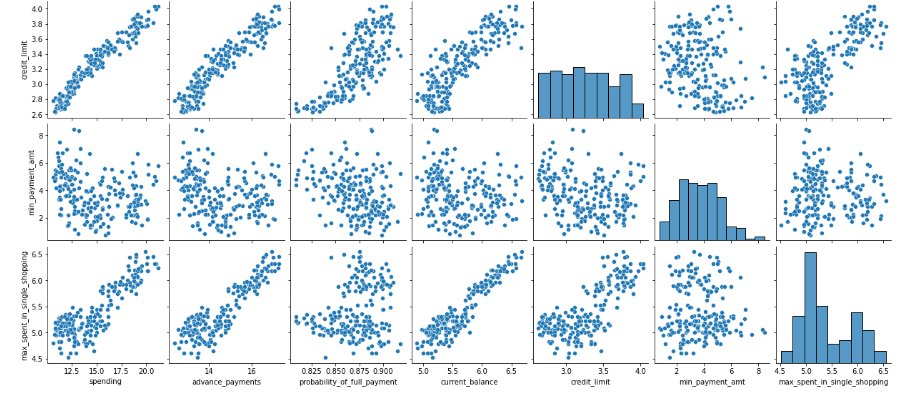 4.0
3.8
3.6
3.4
3.2
3.0
2.8
2.6
credit_limit
8
6
4
2
min_payment_amt
6.5
6.0
5.5
5.0
4.5
max_spent_in_single_shopping
12.5 15.0 17.5 20.0
spending
14 16
advance_payments
0.825 0.850 0.875 0.900
probability_of_full_payment
5.0 5.5 6.0 6.5
current_balance
3.0 3.5 4.0
credit_limit
2 4 6 8
min_payment_amt
4.5 5.0 5.5 6.0 6.5
max_spent_in_single_shopping